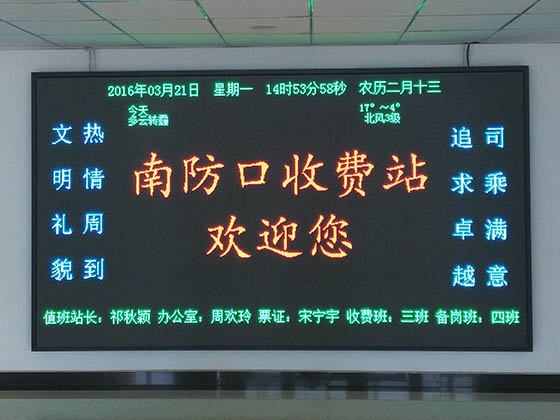 2016年03月21日 星期一 14时53分58秒 农历二月十三
今天
多云转霾
17°~4°
北风3级
热情周到
文明礼貌
南防口收费站
欢迎您
司乘满意
追求卓越
值班站长：祁秋颖 办公室：周欢玲 票证：宋宁宇 收费班：三班 备岗班：四班